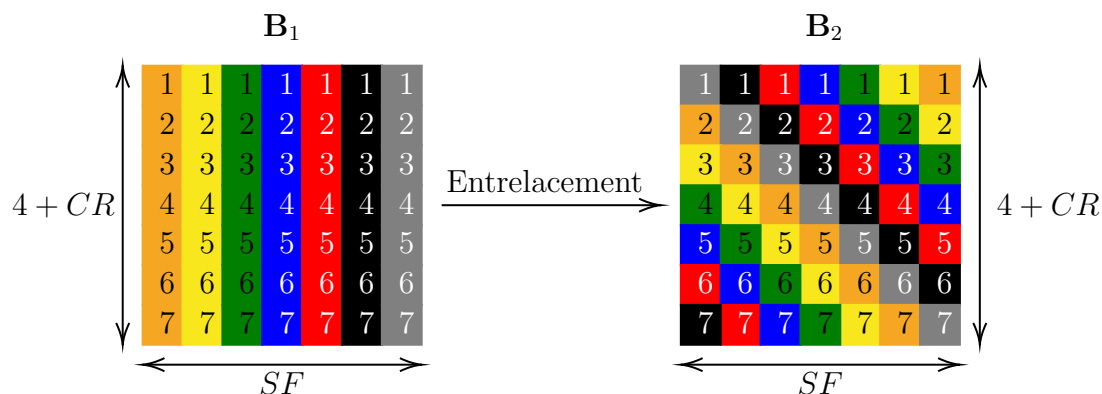 B₁ B₂
1 1 1 1 1 1 1 1 1 1 1 1 1 1
2 2 2 2 2 2 2 2 2 2 2 2 2 2
3 3 3 3 3 3 3 3 3 3 3 3 3 3
Entrelacement
4 + CR 4 4 4 4 4 4 4 4 4 4 4 4 4 4 4 + CR
5 5 5 5 5 5 5 5 5 5 5 5 5 5
6 6 6 6 6 6 6 6 6 6 6 6 6 6
7 7 7 7 7 7 7 7 7 7 7 7 7 7
SF SF